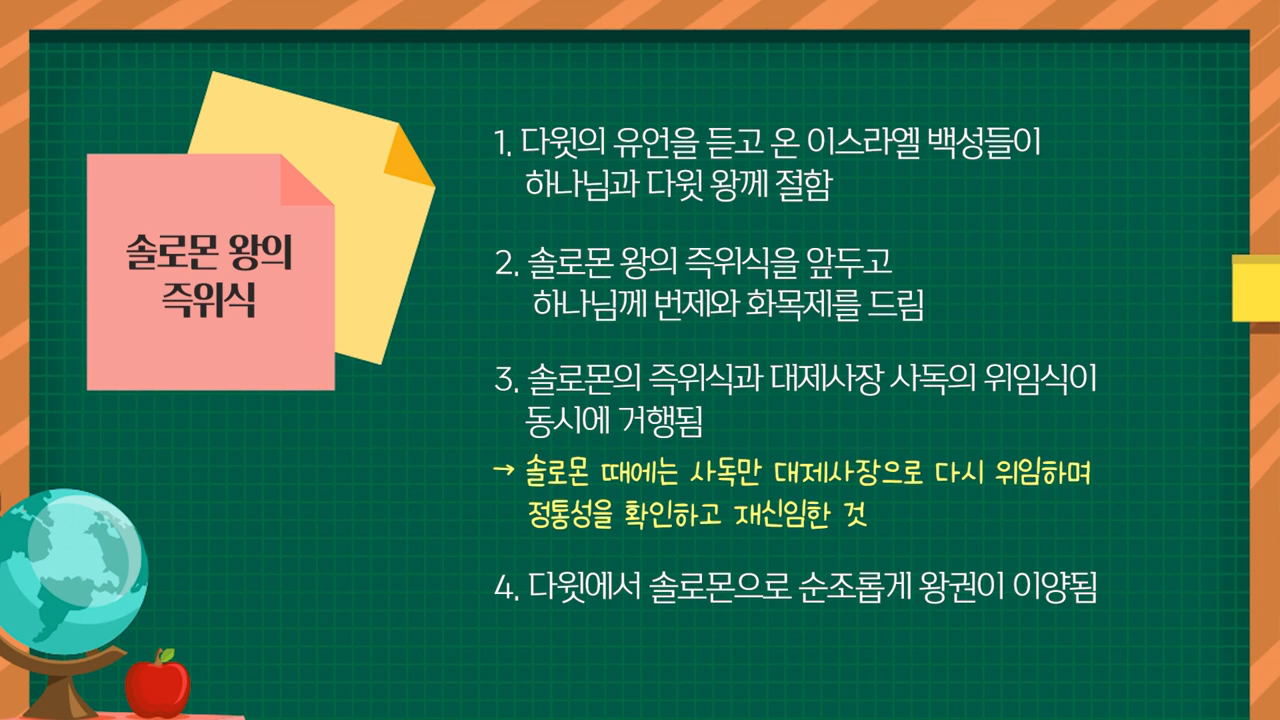 솔로몬 왕의
즉위식
1. 다윗의 유언을 듣고 온 이스라엘 백성들이
하나님과 다윗 왕께 절함
2. 솔로몬 왕의 즉위식을 앞두고
하나님께 번제와 화목제를 드림
3. 솔로몬의 즉위식과 대제사장 사독의 위임식이
동시에 거행됨
→ 솔로몬 때에는 사독만 대제사장으로 다시 위임하며
정통성을 확인하고 재신임한 것
4. 다윗에서 솔로몬으로 순조롭게 왕권이 이양됨